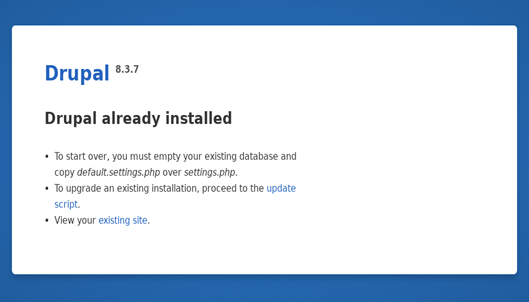 Drupal 8.3.7
Drupal already installed
• To start over, you must empty your existing database and
copy default.settings.php over settings.php.
• To upgrade an existing installation, proceed to the update
script.
• View your existing site.